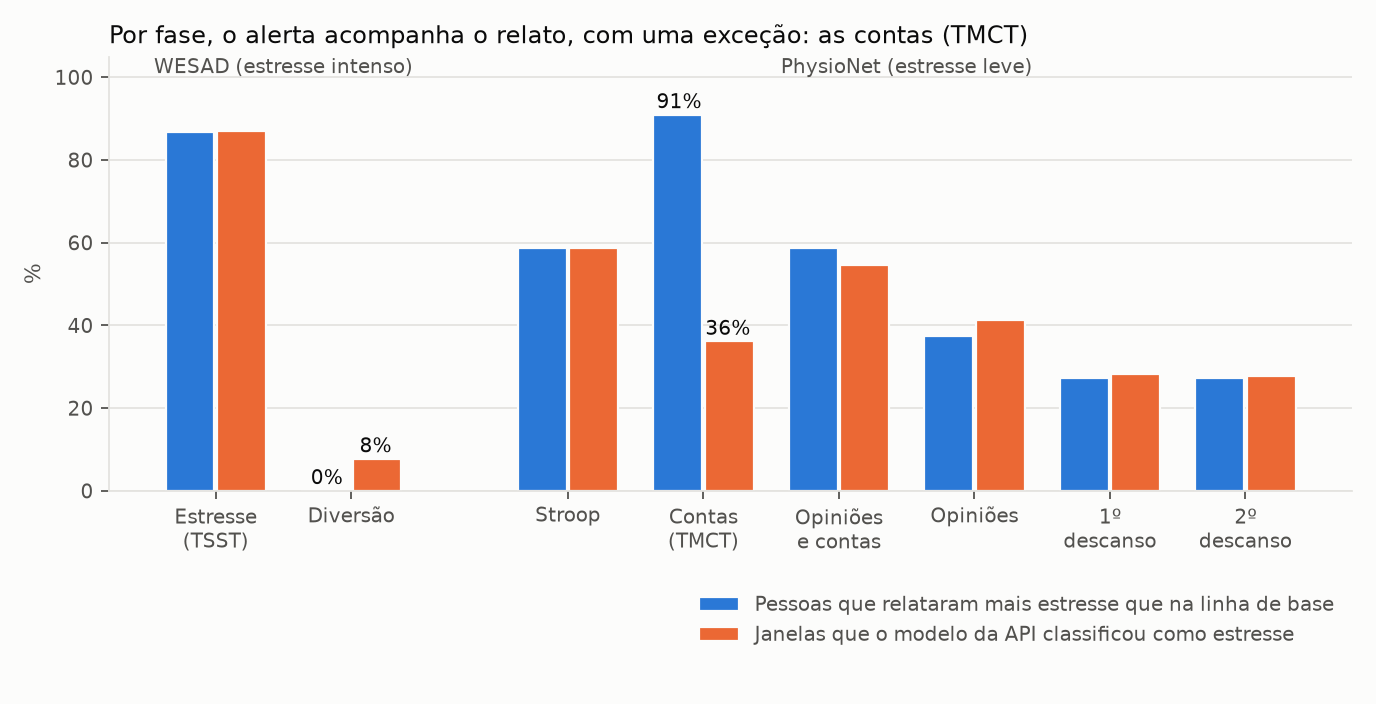 Por fase, o alerta acompanha o relato, com uma exceção: as contas (TMCT)
WESAD (estresse intenso)
PhysioNet (estresse leve)
%
100
80
60
40
20
0
0%
8%
91%
36%
Estresse
(TSST)
Diversão
Stroop
Contas
(TMCT)
Opiniões
e contas
Opiniões
1º
descanso
2º
descanso
Pessoas que relataram mais estresse que na linha de base
Janelas que o modelo da API classificou como estresse